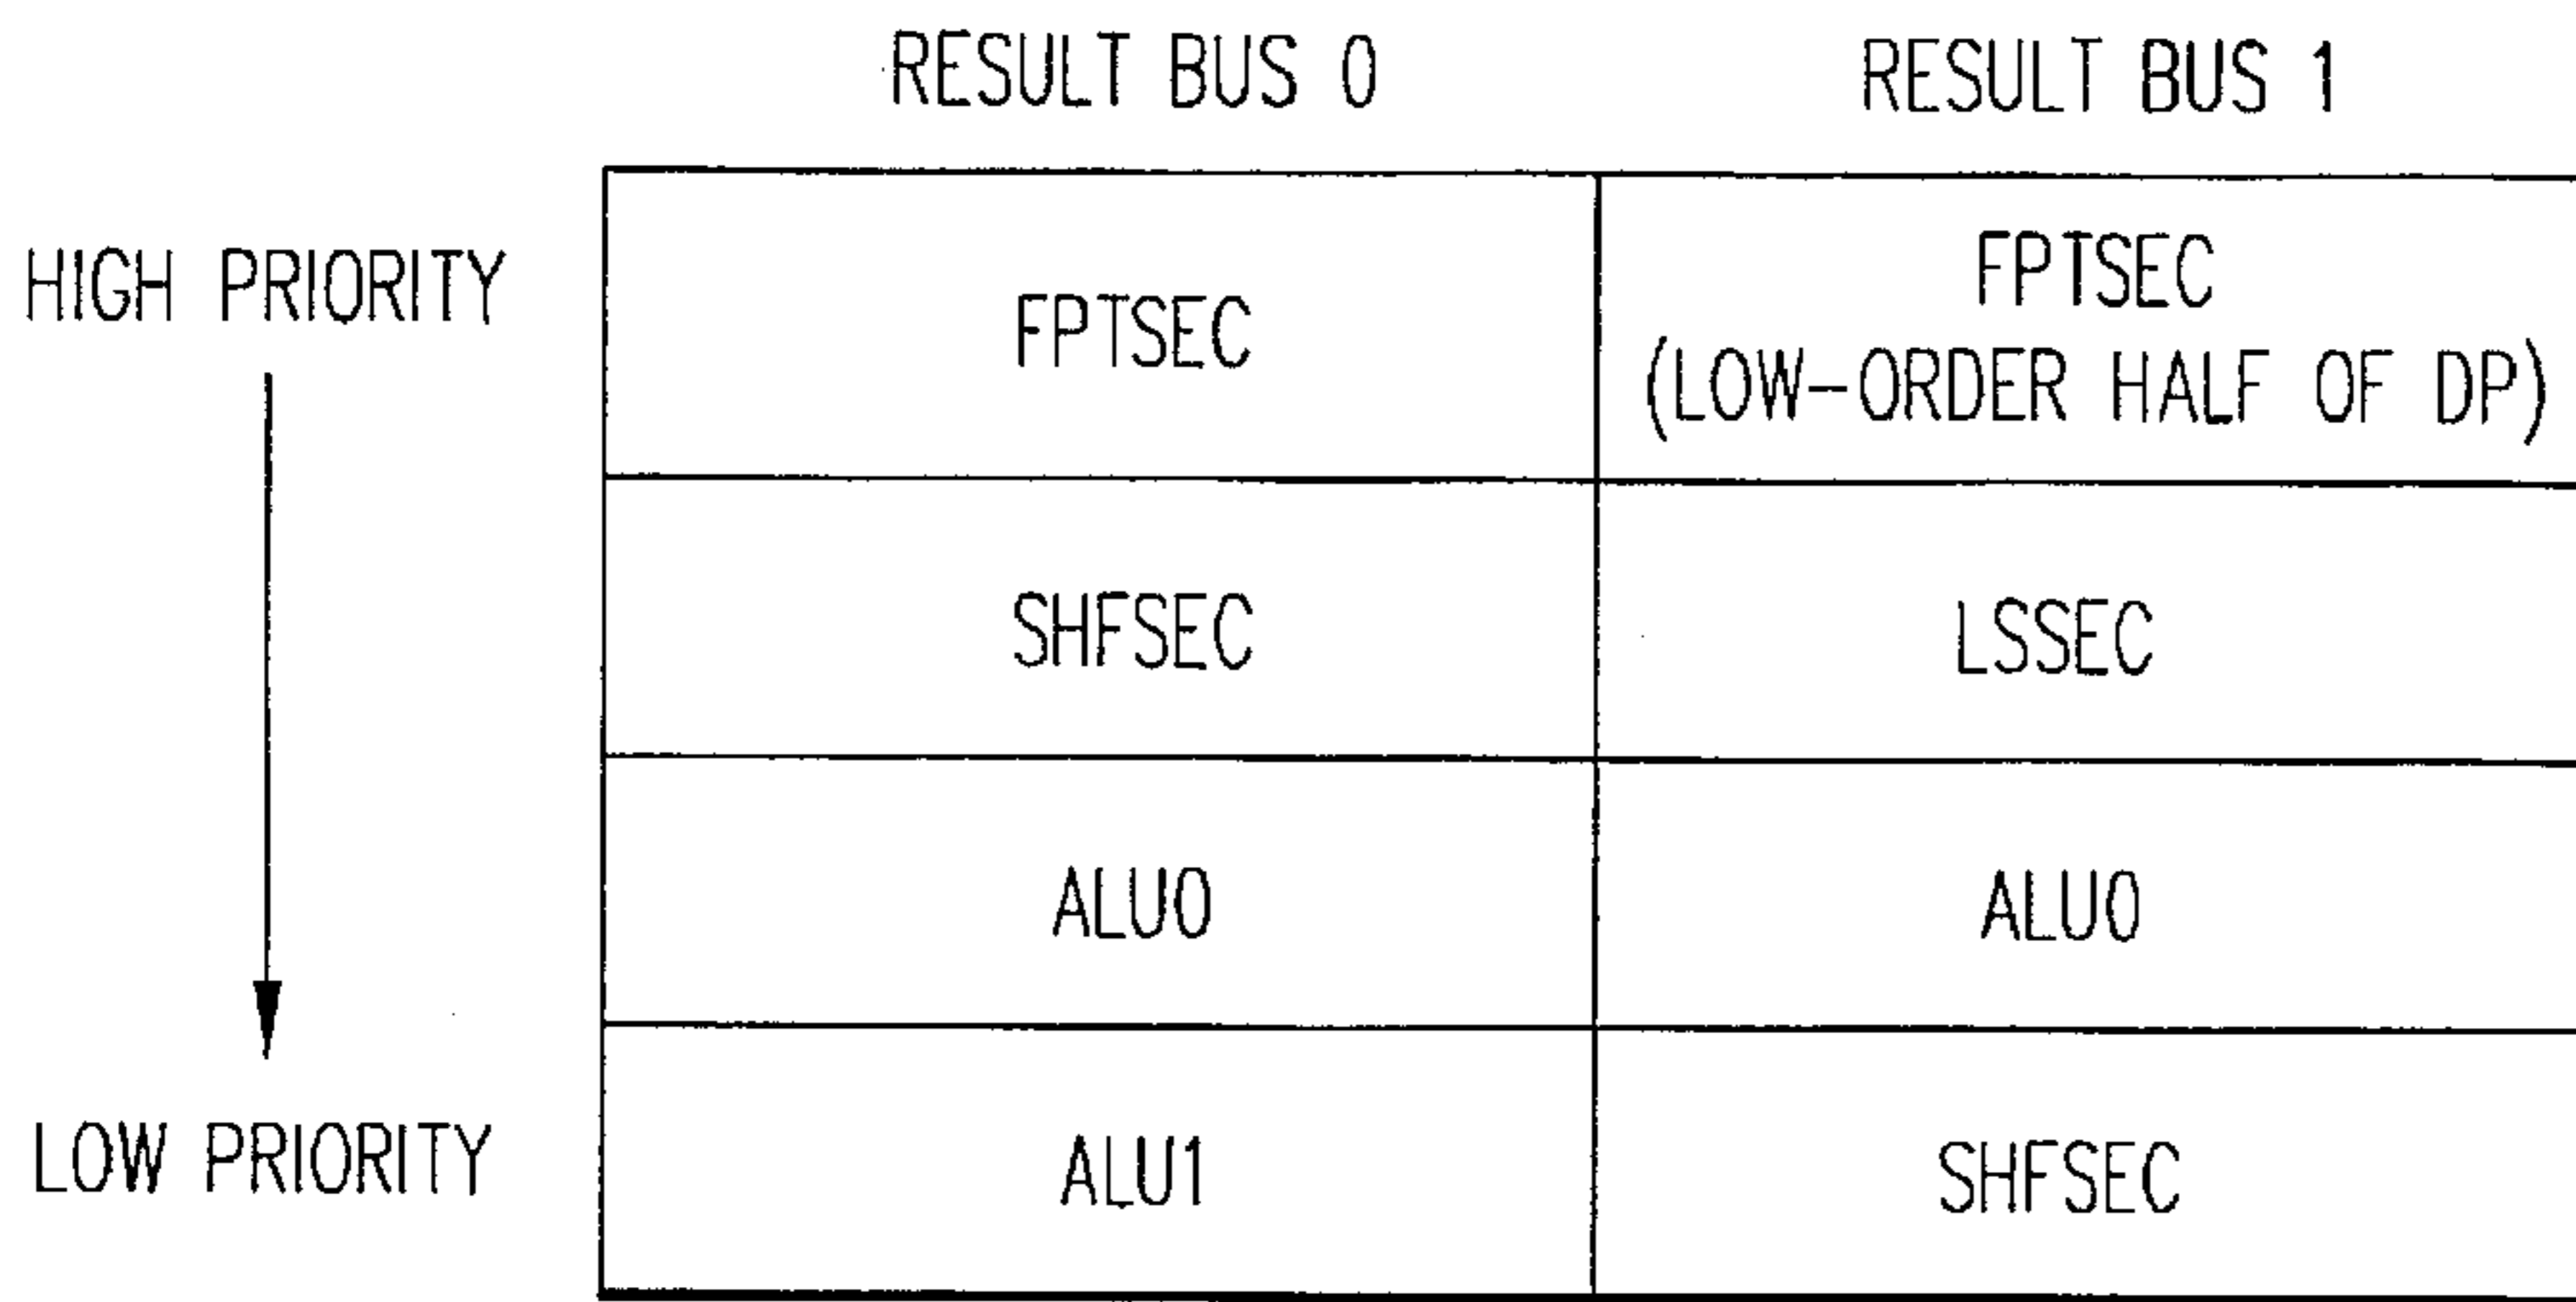 RESULT BUS 0
RESULT BUS 1
HIGH PRIORITY
FPTSEC
FPTSEC
(LOW-ORDER HALF OF DP)
SHFSEC
LSSEC
ALU0
ALU0
LOW PRIORITY
ALU1
SHFSEC